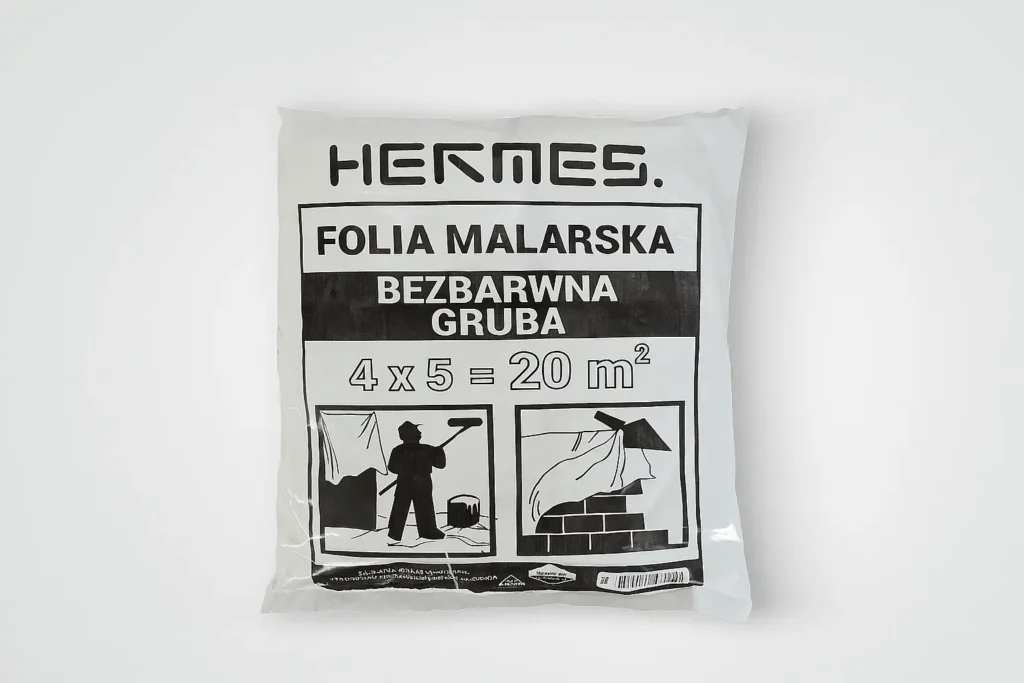 HERMES.
FOLIA MALARSKA
BEZBARWNA
GRUBA
4 x 5 = 20 m²